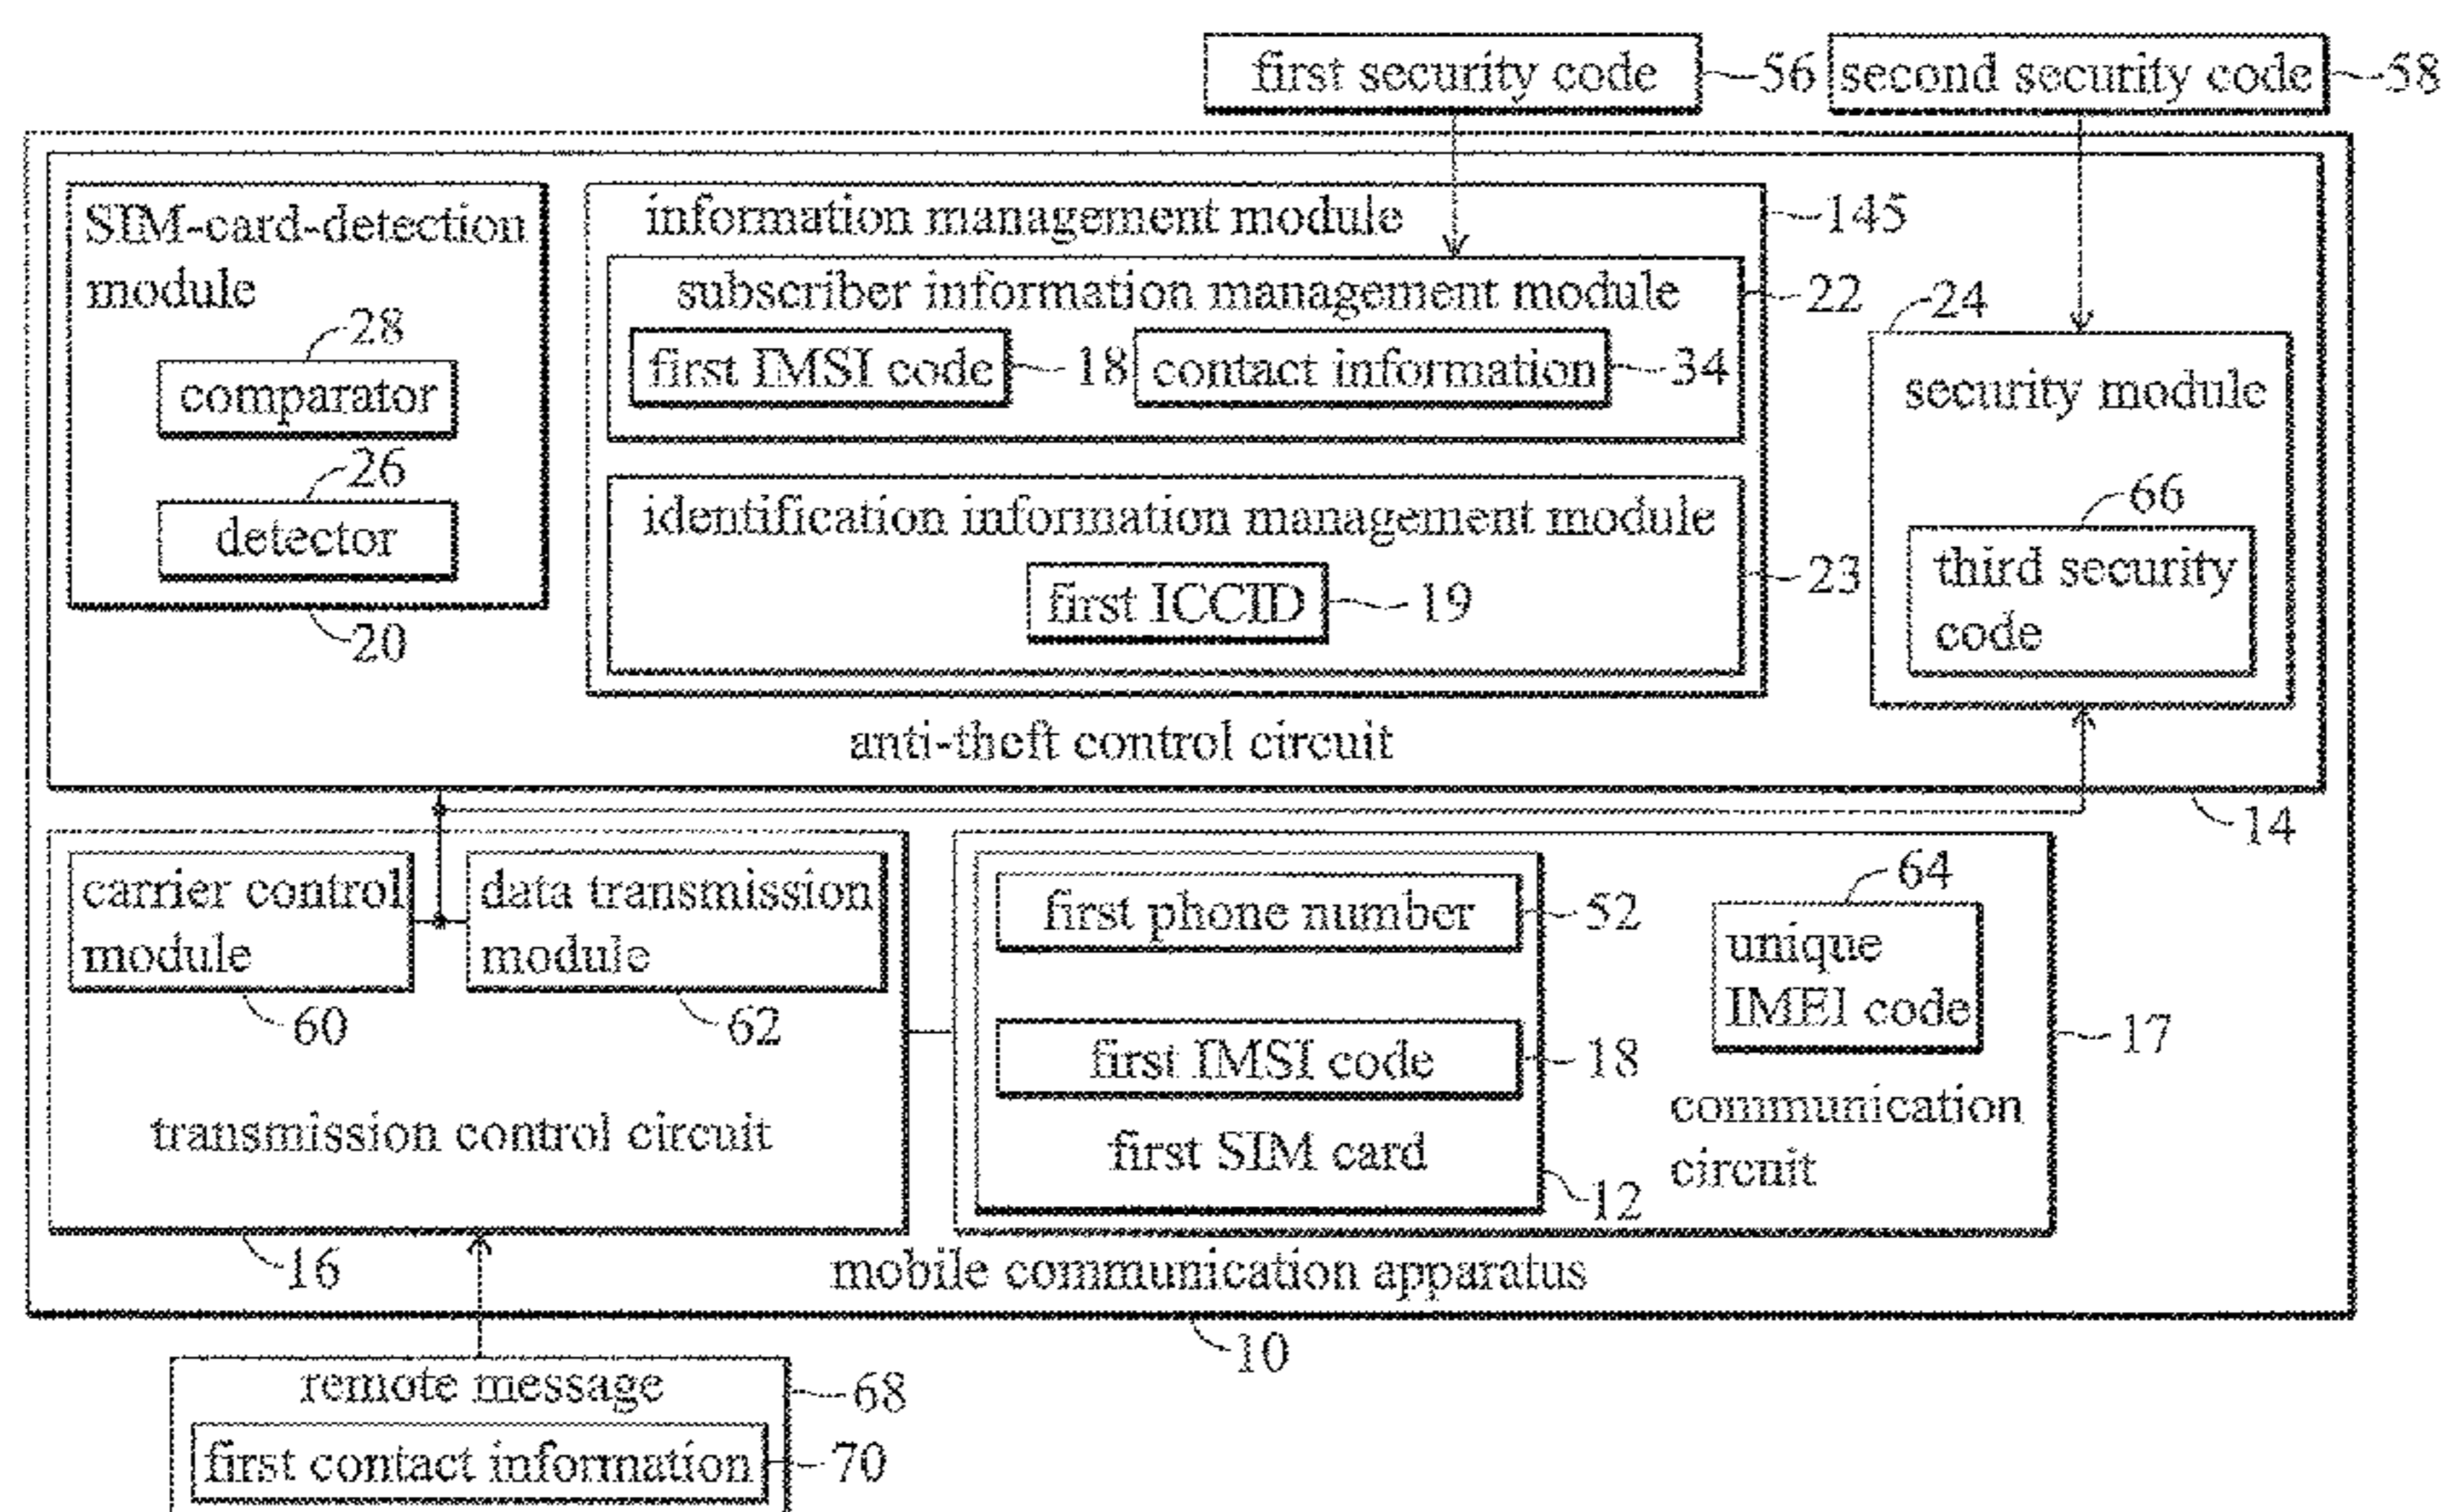 first security code 56 second security code 58
SIM-card-detection
module
28
comparator
26
detector
20
information management module 145
subscriber information management module 22
first IMSI code 18 contact information 34
identification information management module
first ICCID 19
23
24
security module
66
third security
code
anti-theft control circuit
14
carrier control
module
60
data transmission
module
62
transmission control circuit
16
first phone number 52
first IMSI code 18
first SIM card
12
64
unique
IMEI code
communication
circuit
17
mobile communication apparatus
10
remote message 68
first contact information 70